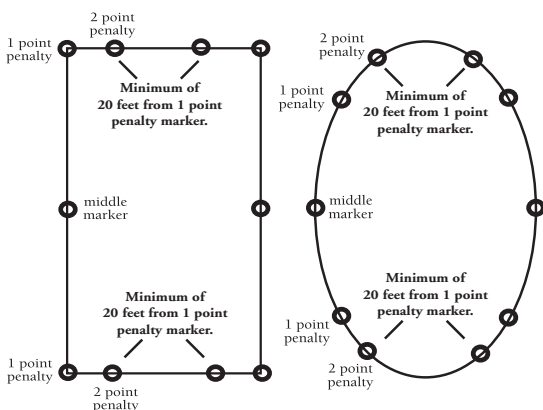 1 point
penalty
2 point
penalty
Minimum of
20 feet from 1 point
penalty marker.
middle
marker
Minimum of
20 feet from 1 point
penalty marker.
1 point
penalty
2 point
penalty
2 point
penalty
1 point
penalty
Minimum of
20 feet from 1 point
penalty marker.
middle
marker
Minimum of
20 feet from 1 point
penalty marker.
1 point
penalty
2 point
penalty